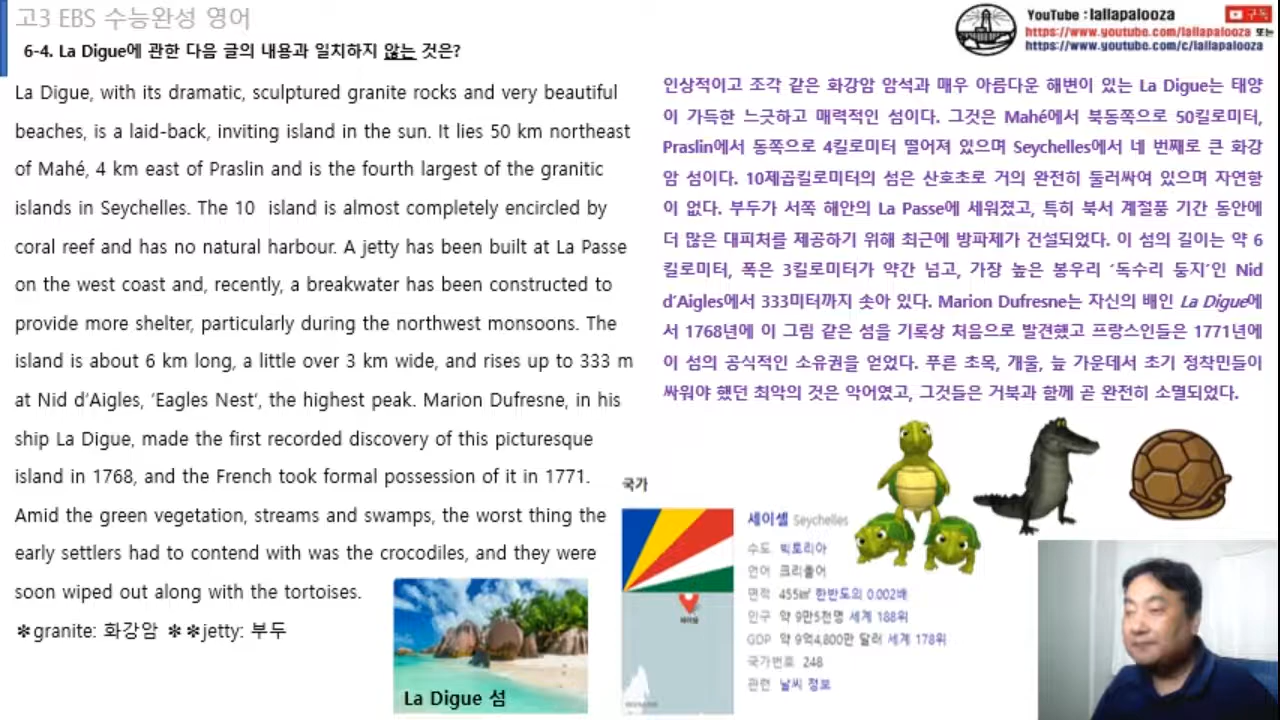 고3 EBS 수능완성 영어
6-4. La Digue에 관한 다음 글의 내용과 일치하지 않는 것은?
YouTube : lallapalooza
구독
https://www.youtube.com/lallapalooza 또는
https://www.youtube.com/c/lallapalooza
La Digue, with its dramatic, sculptured granite rocks and very beautiful
beaches, is a laid-back, inviting island in the sun. It lies 50 km northeast
of Mahé, 4 km east of Praslin and is the fourth largest of the granitic
islands in Seychelles. The 10 island is almost completely encircled by
coral reef and has no natural harbour. A jetty has been built at La Passe
on the west coast and, recently, a breakwater has been constructed to
provide more shelter, particularly during the northwest monsoons. The
island is about 6 km long, a little over 3 km wide, and rises up to 333 m
at Nid d’Aigles, ‘Eagles Nest’, the highest peak. Marion Dufresne, in his
ship La Digue, made the first recorded discovery of this picturesque
island in 1768, and the French took formal possession of it in 1771.
Amid the green vegetation, streams and swamps, the worst thing the
early settlers had to contend with was the crocodiles, and they were
soon wiped out along with the tortoises.
＊granite: 화강암 ＊＊jetty: 부두
인상적이고 조각 같은 화강암 암석과 매우 아름다운 해변이 있는 La Digue는 태양
이 가득한 느긋하고 매력적인 섬이다. 그것은 Mahé에서 북동쪽으로 50킬로미터,
Praslin에서 동쪽으로 4킬로미터 떨어져 있으며 Seychelles에서 네 번째로 큰 화강
암 섬이다. 10제곱킬로미터의 섬은 산호초로 거의 완전히 둘러싸여 있으며 자연항
이 없다. 부두가 서쪽 해안의 La Passe에 세워졌고, 특히 북서 계절풍 기간 동안에
더 많은 대피처를 제공하기 위해 최근에 방파제가 건설되었다. 이 섬의 길이는 약 6
킬로미터, 폭은 3킬로미터가 약간 넘고, 가장 높은 봉우리 ‘독수리 둥지’인 Nid
d’Aigles에서 333미터까지 솟아 있다. Marion Dufresne는 자신의 배인 La Digue에
서 1768년에 이 그림 같은 섬을 기록상 처음으로 발견했고 프랑스인들은 1771년에
이 섬의 공식적인 소유권을 얻었다. 푸른 초목, 개울, 늪 가운데서 초기 정착민들이
싸워야 했던 최악의 것은 악어였고, 그것들은 거북과 함께 곧 완전히 소멸되었다.
국가
세이셸 Seychelles
수도 빅토리아
언어 크리올어
면적 455㎢ 한반도의 0.002배
인구 약 9만5천명 세계 188위
GDP 약 9억4,800만 달러 세계 178위
국가번호 248
관련 날씨 정보
La Digue 섬